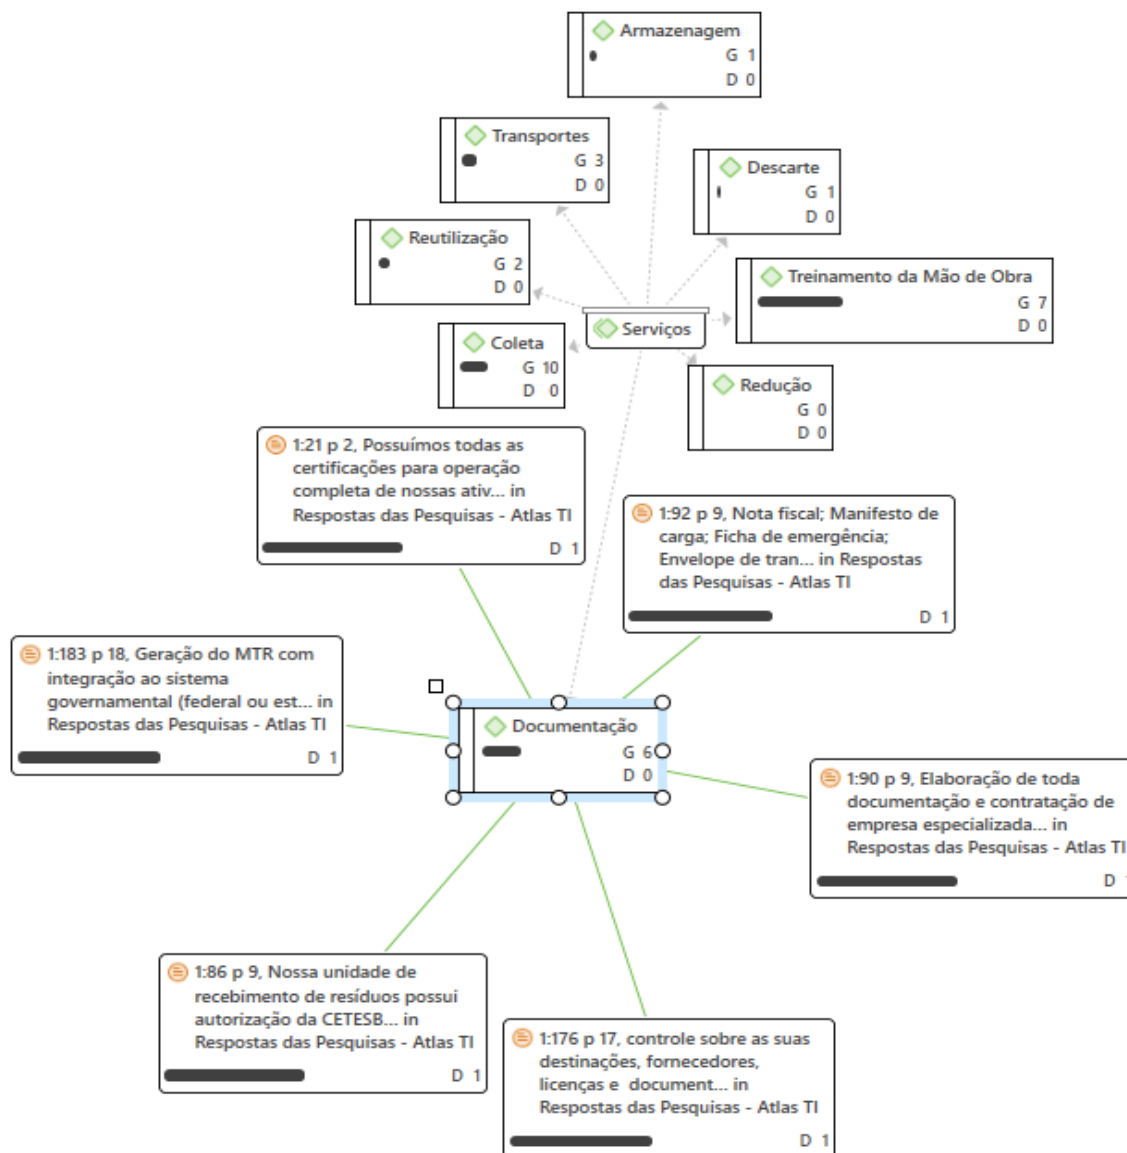 Armazenagem
G 1
D 0
Transportes
G 3
D 0
Descarte
G 1
D 0
Reutilização
G 2
D 0
Treinamento da Mão de Obra
G 7
D 0
Serviços
Coleta
G 10
D 0
Redução
G 0
D 0
1:21 p 2, Possuímos todas as
certificações para operação
completa de nossas ativ... in
Respostas das Pesquisas - Atlas TI
D 1
1:92 p 9, Nota fiscal; Manifesto de
carga; Ficha de emergência;
Envelope de tran... in Respostas
das Pesquisas - Atlas TI
D 1
1:183 p 18, Geração do MTR com
integração ao sistema
governamental (federal ou est... in
Respostas das Pesquisas - Atlas TI
D 1
Documentação
G 6
D 0
1:90 p 9, Elaboração de toda
documentação e contratação de
empresa especializada... in
Respostas das Pesquisas - Atlas TI
D
1:86 p 9, Nossa unidade de
recebimento de resíduos possui
autorização da CETESB... in
Respostas das Pesquisas - Atlas TI
D 1
1:176 p 17, controle sobre as suas
destinações, fornecedores,
licenças e  document... in
Respostas das Pesquisas - Atlas TI
D 1